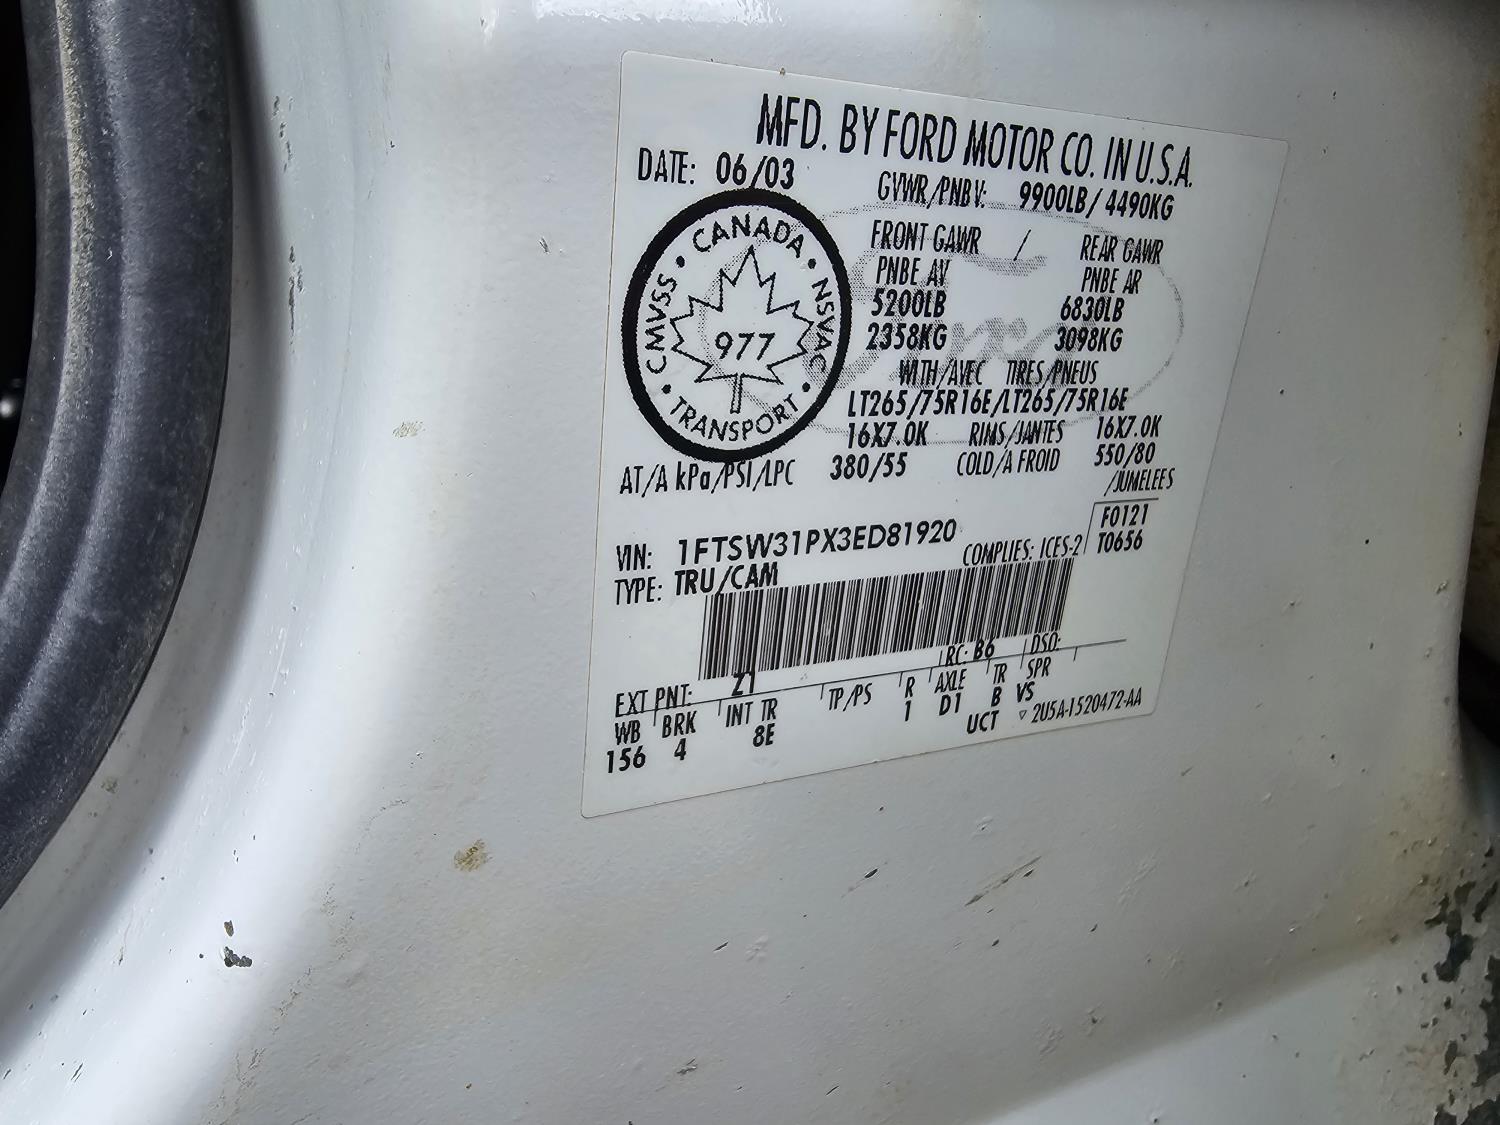 MFD. BY FORD MOTOR CO. IN U.S.A.
DATE: 06/03
GVWR/PNBV: 9900LB/ 4490KG
CANADA
CMVSS
NSVAC
977
TRANSPORT
FRONT GAWR / REAR GAWR
PNBE AV PNBE AR
5200LB 6830LB
2358KG 3098KG
WITH/AVEC TIRES/PNEUS
LT265/75R16E/LT265/75R16E
16X7.0K RIMS/JANTES 16X7.0K
AT/A kPa/PSI/LPC 380/55 COLD/A FROID 550/80
/JUMELEES
VIN: 1FTSW31PX3ED81920
COMPLIES: ICES-2
F0121
T0656
TYPE: TRU/CAM
EXT PNT: Z1 RC: B6 DSO:
WB BRK INT TR TP/PS R AXLE TR SPR
156 4 8E 1 D1 B VS
UCT ▽ 2U5A-1520472-AA
Ford